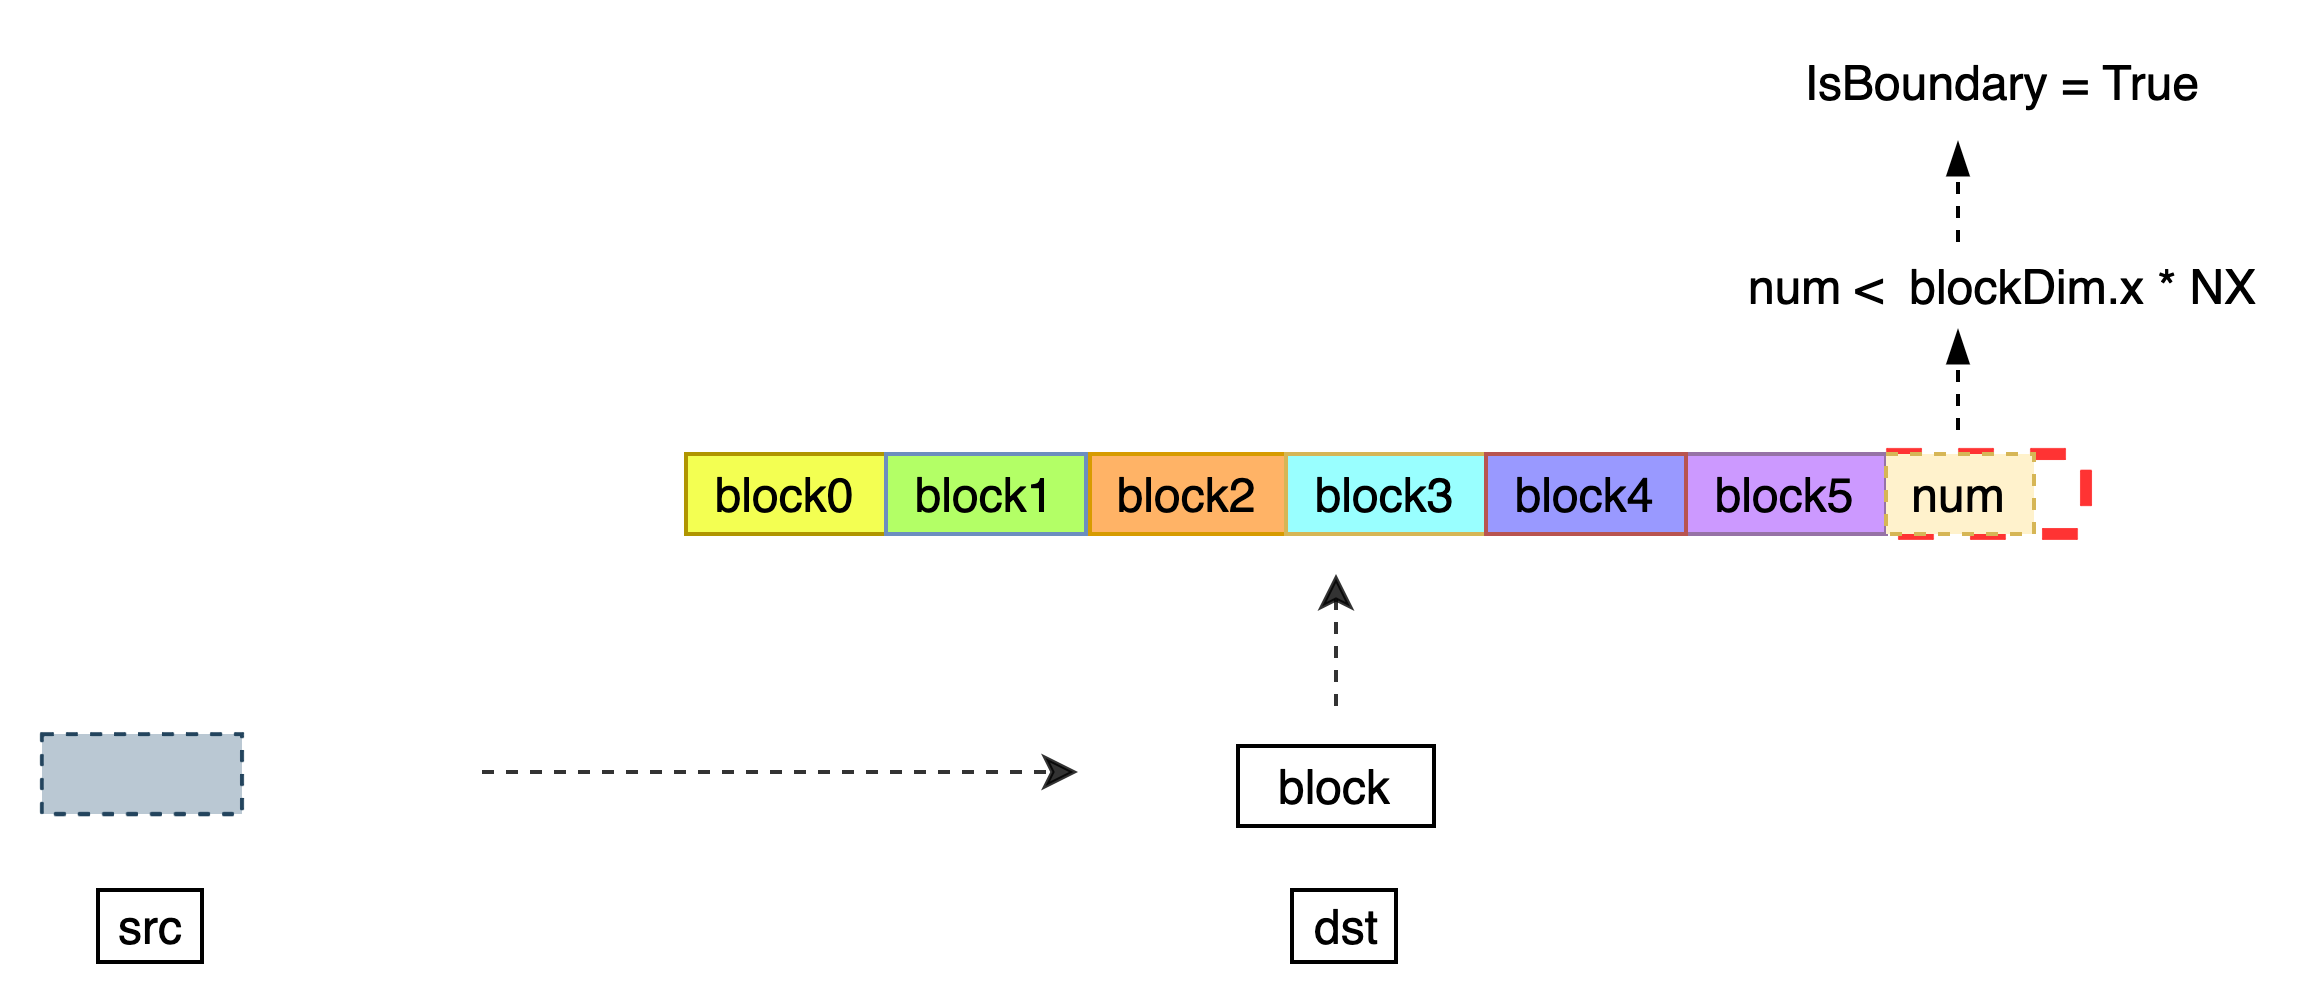 IsBoundary = True
num < blockDim.x * NX
block0 block1 block2 block3 block4 block5 num
block
src
dst